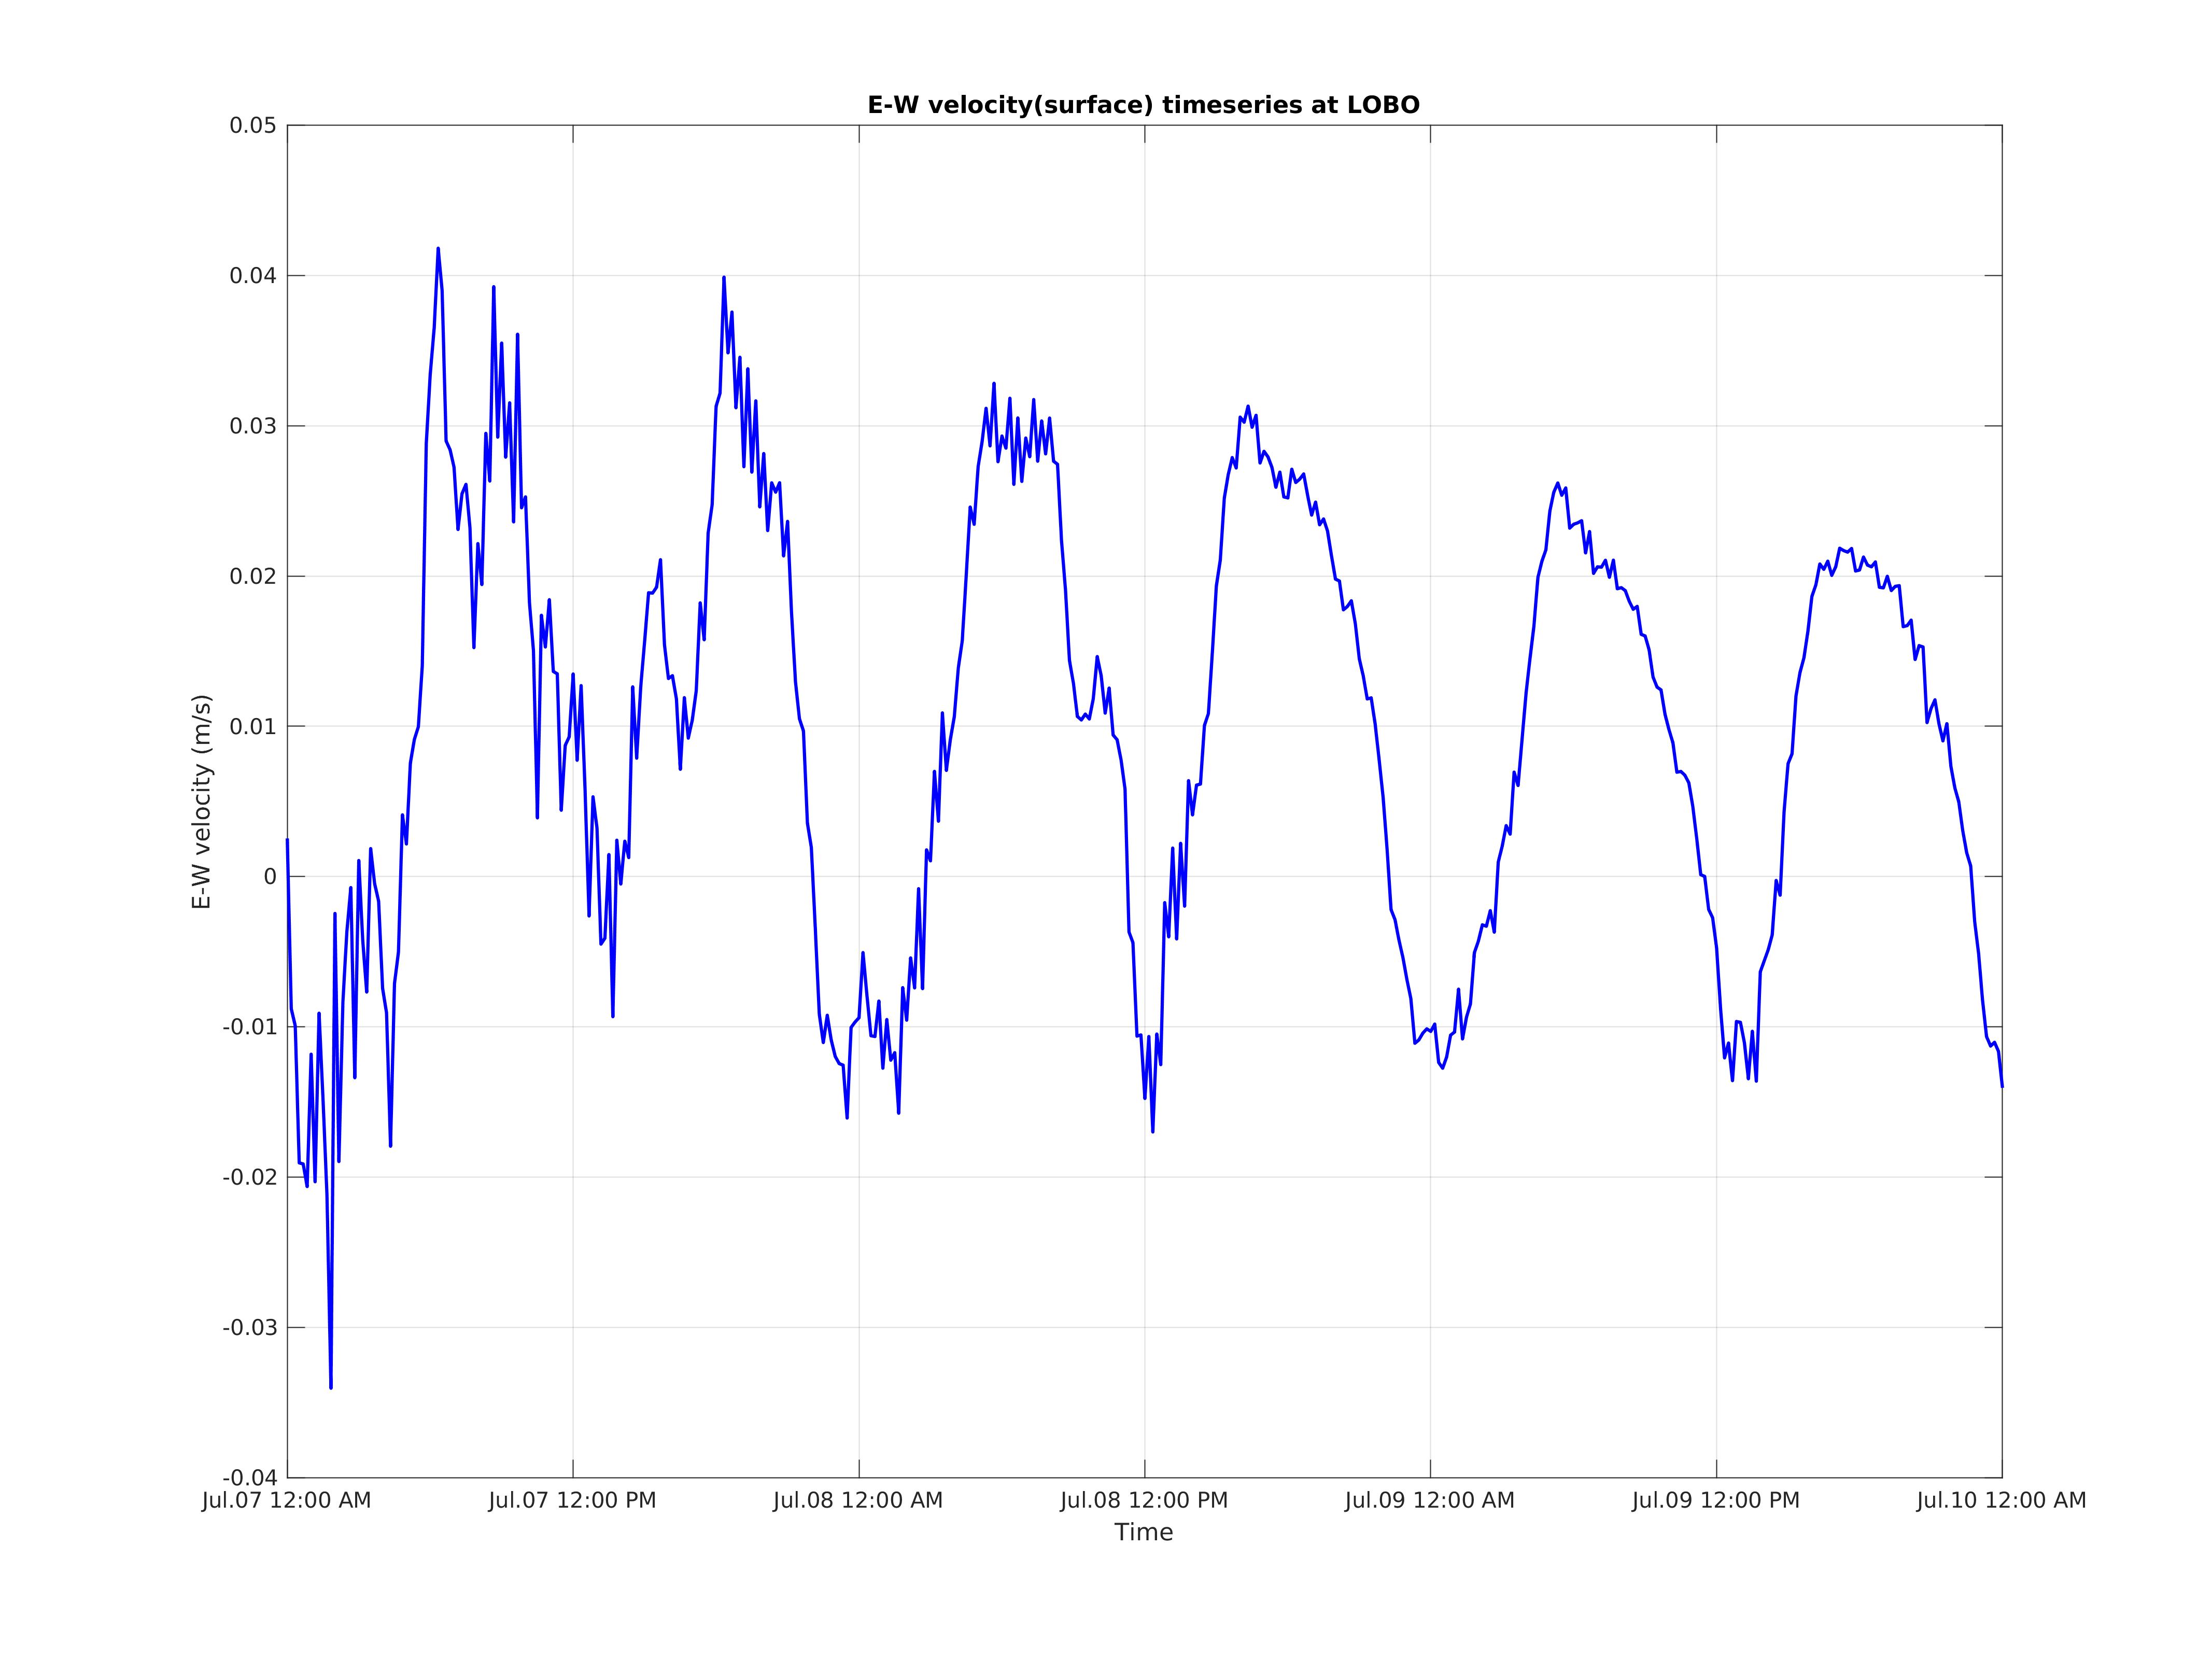 E-W velocity(surface) timeseries at LOBO
0.05
0.04
0.03
0.02
0.01
0
-0.01
-0.02
-0.03
-0.04
E-W velocity (m/s)
Jul.07 12:00 AM Jul.07 12:00 PM Jul.08 12:00 AM Jul.08 12:00 PM Jul.09 12:00 AM Jul.09 12:00 PM Jul.10 12:00 AM
Time